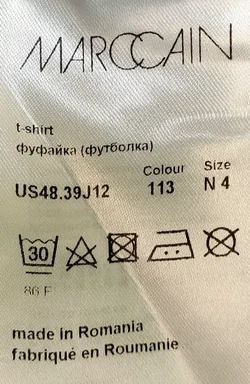 MARCCAIN
t-shirt
фуфайка (футболка)
Colour Size
US48.39J12 113 N 4
30
86 F
made in Romania
fabriqué en Roumanie